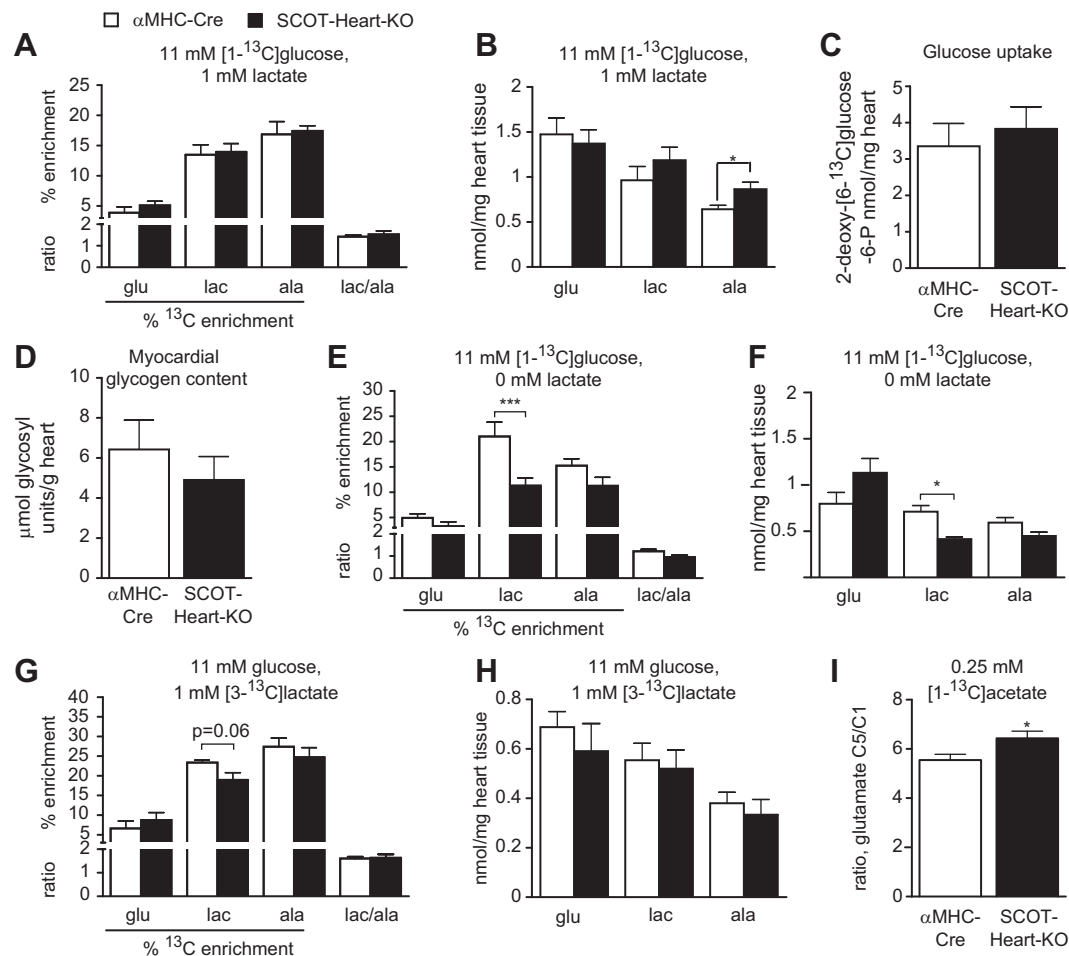 αMHC-Cre SCOT-Heart-KO
A
11 mM [1-13C]glucose,
1 mM lactate
% enrichment
ratio
25
20
15
10
5
2
1
0
glu lac ala lac/ala
% 13C enrichment
B
11 mM [1-13C]glucose,
1 mM lactate
nmol/mg heart tissue
2
1.5
1
0.5
0
*
glu lac ala
C
Glucose uptake
2-deoxy-[6-13C]glucose
-6-P nmol/mg heart
5
4
3
2
1
0
αMHC- SCOT-
Cre Heart-KO
D
Myocardial
glycogen content
μmol glycosyl
units/g heart
10
8
6
4
2
0
αMHC- SCOT-
Cre Heart-KO
E
11 mM [1-13C]glucose,
0 mM lactate
% enrichment
ratio
30
25
20
15
10
5
2
1
0
***
glu lac ala lac/ala
% 13C enrichment
F
11 mM [1-13C]glucose,
0 mM lactate
nmol/mg heart tissue
2
1.5
1
0.5
*
glu lac ala
G
11 mM glucose,
1 mM [3-13C]lactate
% enrichment
ratio
40
35
30
25
20
15
10
5
2
1
0
p=0.06
glu lac ala lac/ala
% 13C enrichment
H
11 mM glucose,
1 mM [3-13C]lactate
nmol/mg heart tissue
0.8
0.6
0.4
0.2
0
glu lac ala
I
0.25 mM
[1-13C]acetate
ratio, glutamate C5/C1
8
6
4
2
0
*
αMHC- SCOT-
Cre Heart-KO